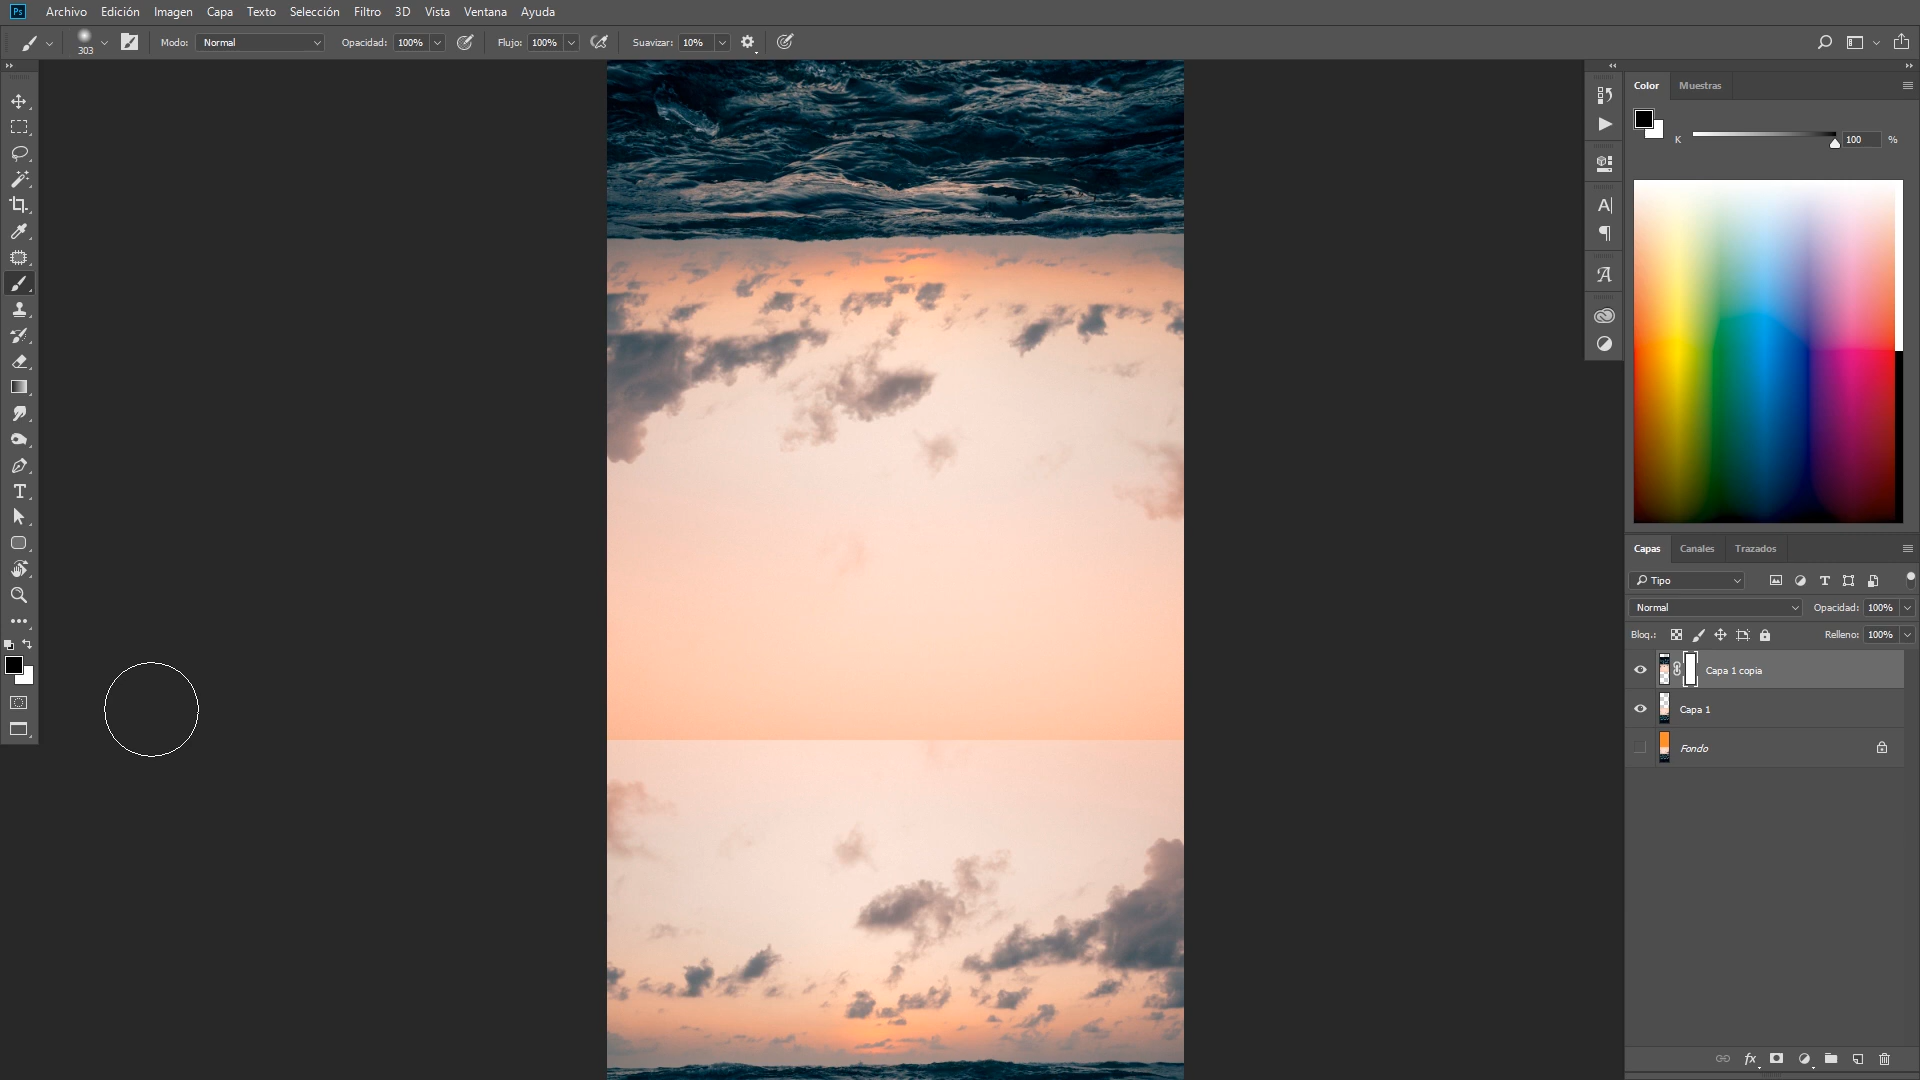 Ps Archivo Edición Imagen Capa Texto Selección Filtro 3D Vista Ventana Ayuda
303 Modo: Normal Opacidad: 100% Flujo: 100% Suavizar: 10%
Color Muestras
K 100 %
Capas Canales Trazados
Tipo
Normal Opacidad: 100%
Bloq.: Relleno: 100%
Capa 1 copia
Capa 1
Fondo
fx